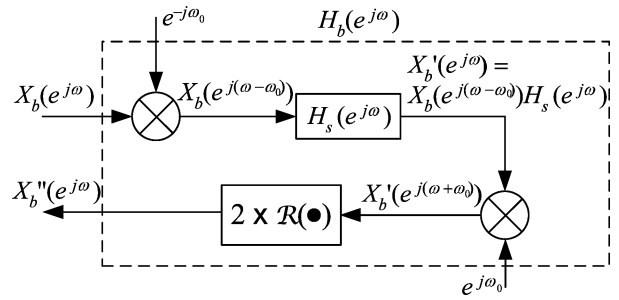 e^{-jω₀}
H_b(e^{jω})
X_b(e^{jω})
X_b(e^{j(ω-ω₀)})
H_s(e^{jω})
X_b'(e^{jω}) =
X_b(e^{j(ω-ω₀)})H_s(e^{jω})
X_b''(e^{jω})
2 x ℛ(●)
X_b'(e^{j(ω+ω₀)})
e^{jω₀}